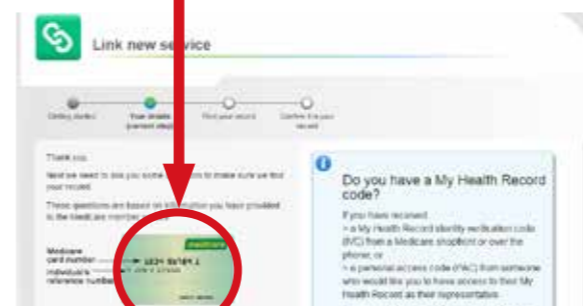 Link new service
Getting started
Your details
(current step)
Find your record
Confirm it is your
record
Thank you.
Next we need to ask you some to make sure we find
your record.
These questions are based on information you have provided
to the Medicare
Medicare
card number
Individual's
reference number
medicare
Do you have a My Health Record
code?
If you have received:
> a My Health Record identity verification code
(IVC) from a Medicare shopfront or over the
phone, or
> a personal access code (PAC) from someone
who would like you to have access to their My
Health Record as their representative